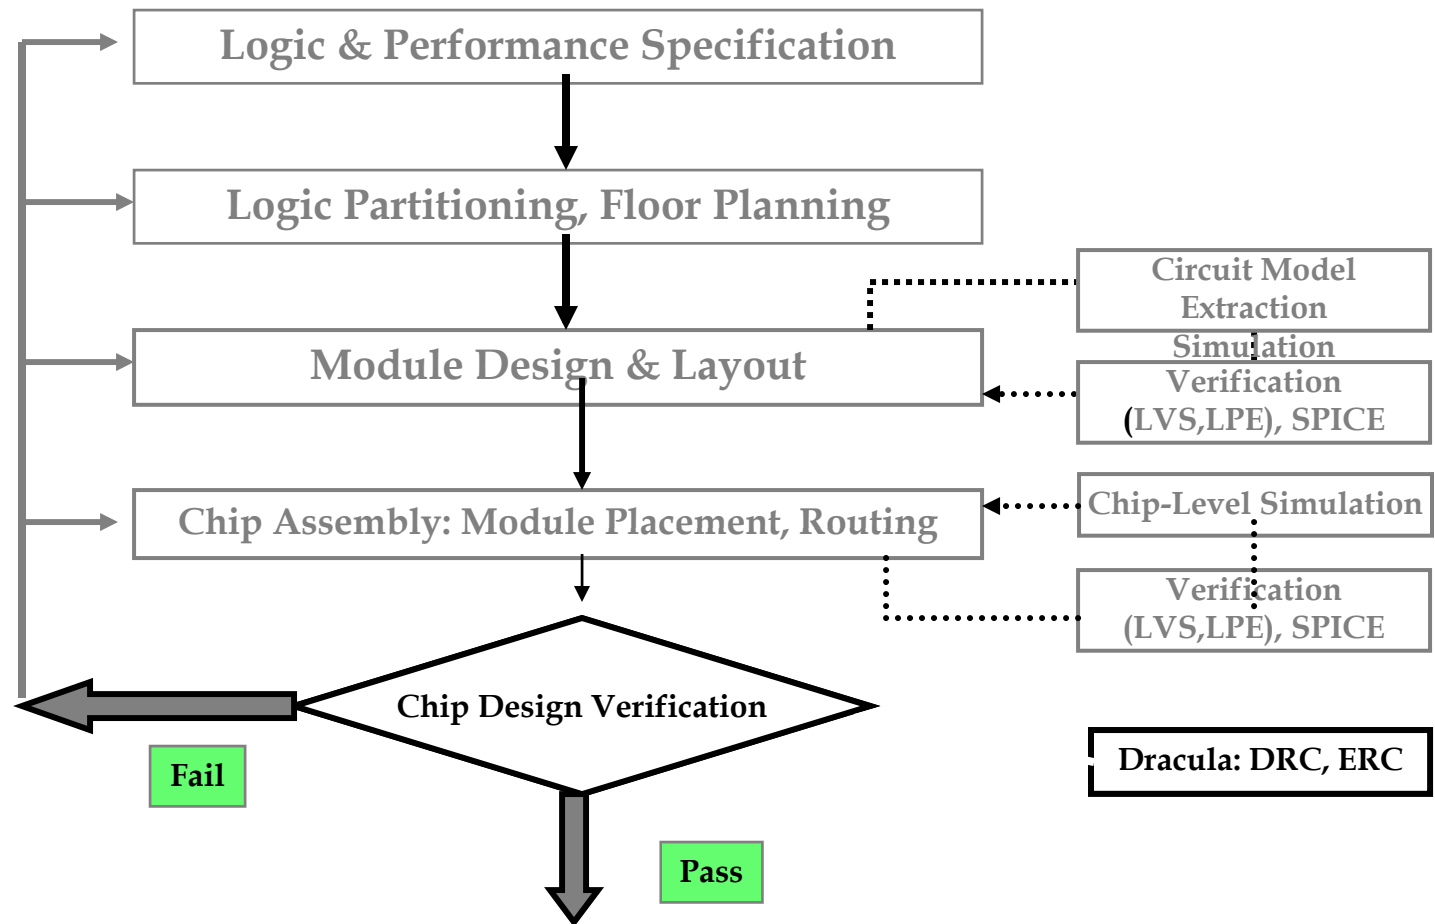 Logic & Performance Specification
Logic Partitioning, Floor Planning
Circuit Model
Extraction
Simulation
Module Design & Layout
Verification
(LVS,LPE), SPICE
Chip-Level Simulation
Chip Assembly: Module Placement, Routing
Verification
(LVS,LPE), SPICE
Chip Design Verification
Dracula: DRC, ERC
Fail
Pass